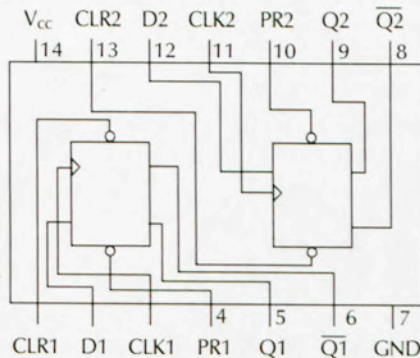 Vcc CLR2 D2 CLK2 PR2 Q2 Q2
14 13 12 11 10 9 8
4 5 6 7
CLR1 D1 CLK1 PR1 Q1 Q1 GND